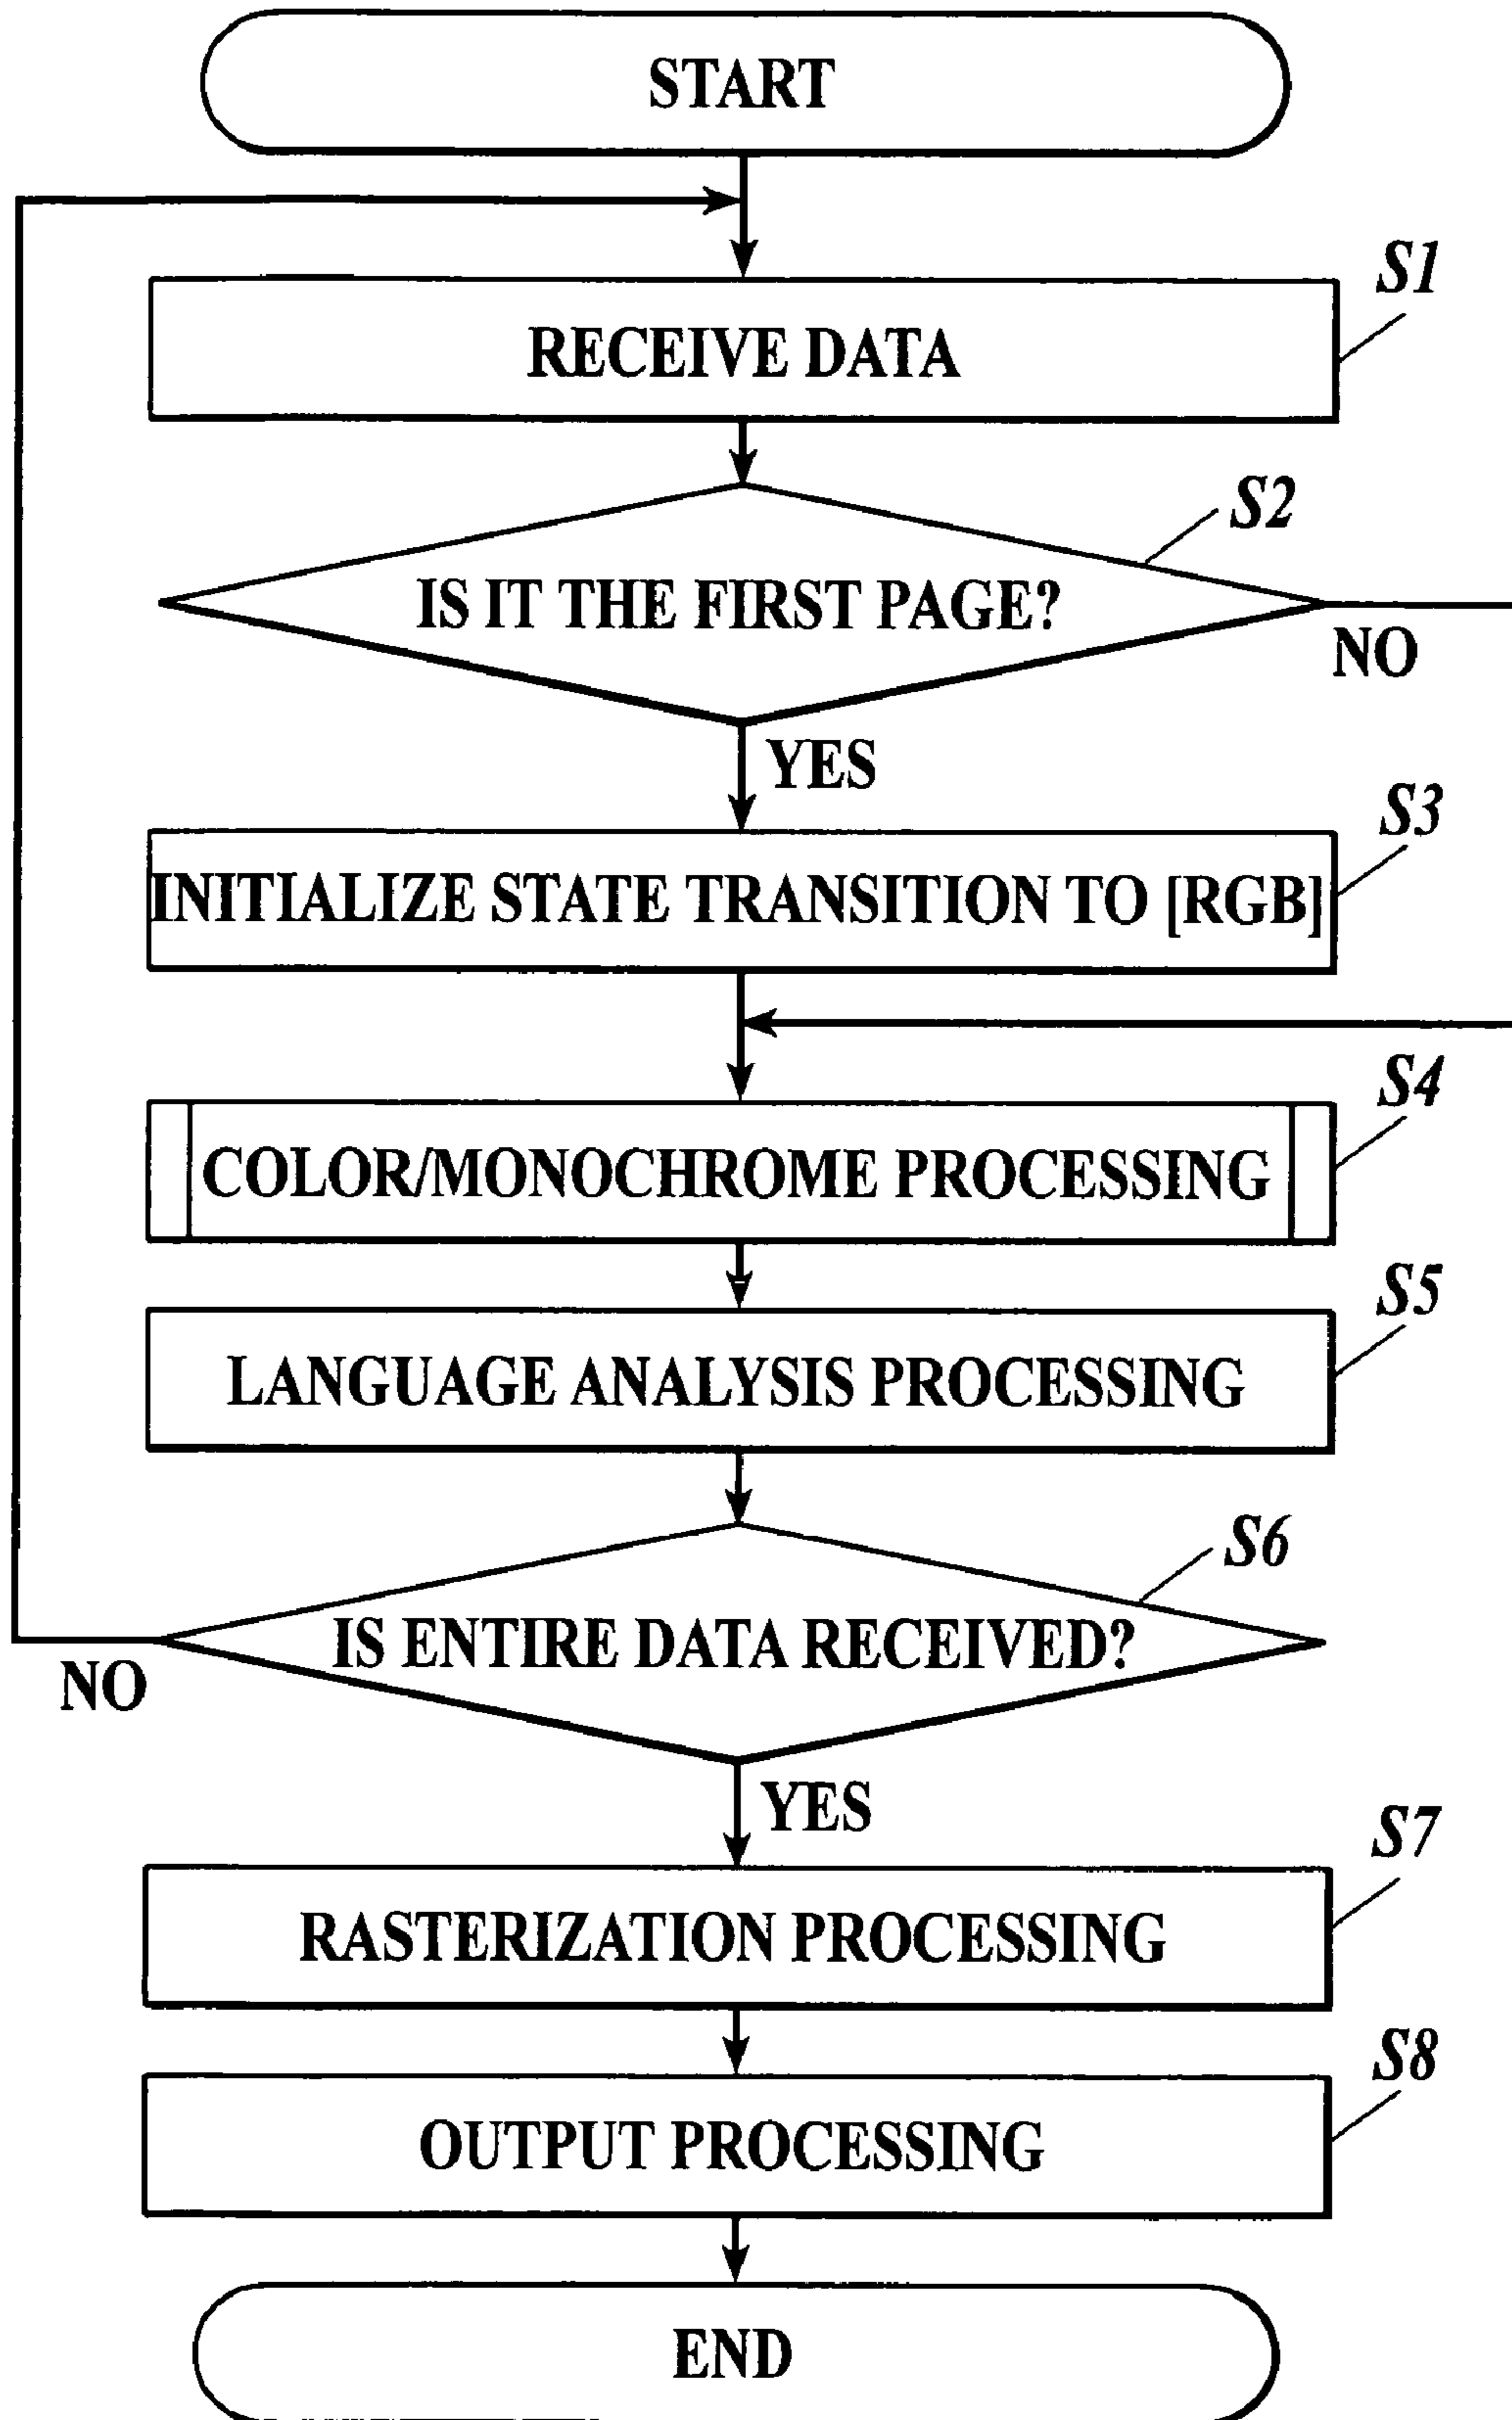 START
S1
RECEIVE DATA
S2
IS IT THE FIRST PAGE?
NO
YES
S3
INITIALIZE STATE TRANSITION TO [RGB]
S4
COLOR/MONOCHROME PROCESSING
S5
LANGUAGE ANALYSIS PROCESSING
S6
IS ENTIRE DATA RECEIVED?
NO
YES
S7
RASTERIZATION PROCESSING
S8
OUTPUT PROCESSING
END